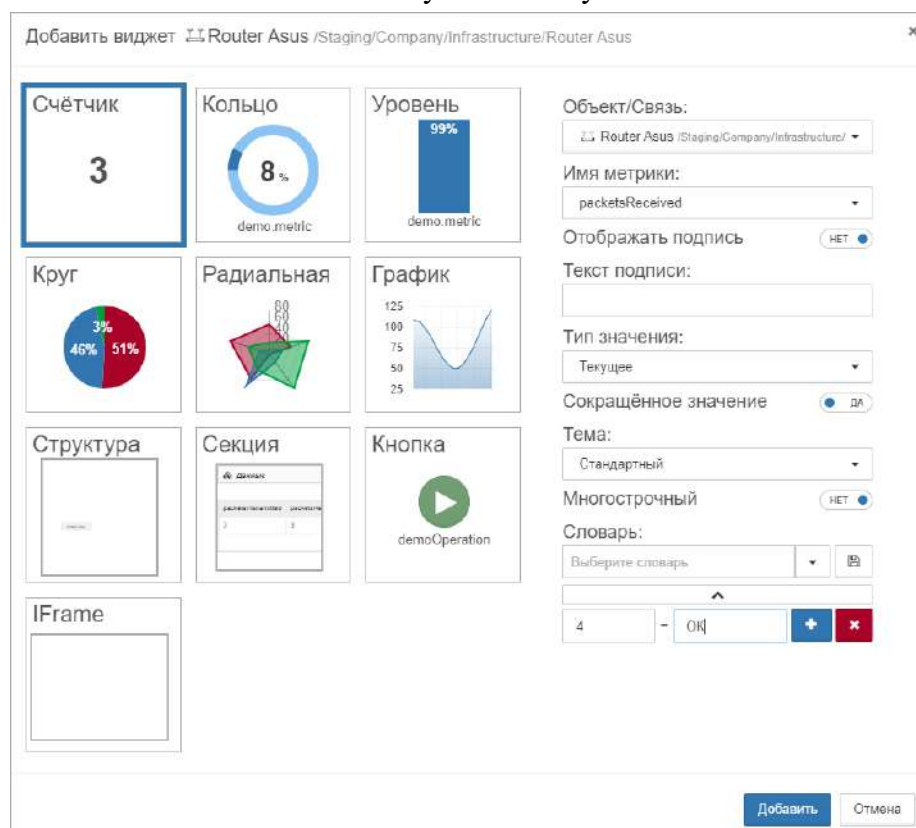 Добавить виджет Router Asus /Staging/Company/Infrastructure/Router Asus
×
Счётчик
3
Кольцо
8 %
demo.metric
Уровень
99%
demo.metric
Круг
3%
46%
51%
Радиальная
80
60
40
График
125
100
75
50
25
Структура
Секция
Данные
Кнопка
demoOperation
IFrame
Объект/Связь:
Router Asus /Staging/Company/Infrastructure/
Имя метрики:
packetsReceived
Отображать подпись НЕТ
Текст подписи:
Тип значения:
Текущее
Сокращённое значение ДА
Тема:
Стандартный
Многострочный НЕТ
Словарь:
Выберите словарь
4 - OK
Добавить Отмена